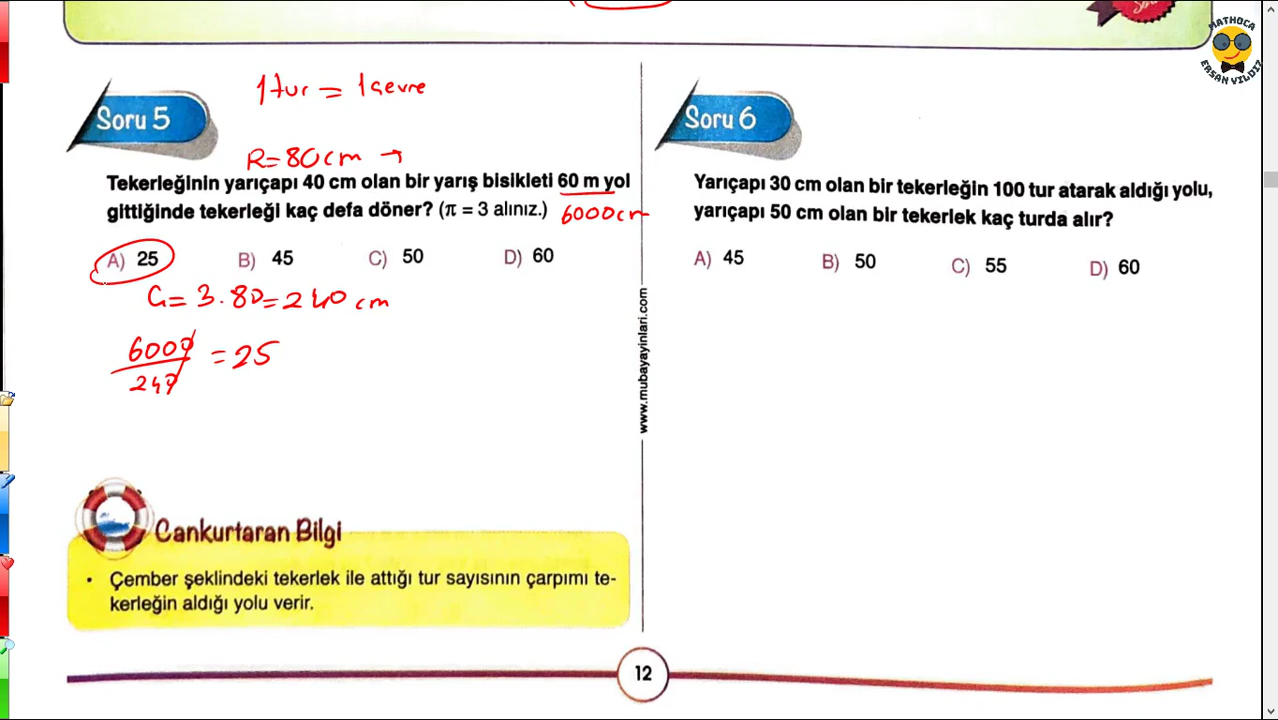 MATHOCA
ERSAN YILDIZ
Soru 5
1 tur = 1 çevre
R=80cm →
Tekerleğinin yarıçapı 40 cm olan bir yarış bisikleti 60 m yol
gittiğinde tekerleği kaç defa döner? (π = 3 alınız.) 6000cm
A) 25 B) 45 C) 50 D) 60
Ç= 3.80=240 cm
6000
240
=25
Cankurtaran Bilgi
• Çember şeklindeki tekerlek ile attığı tur sayısının çarpımı te-
kerleğin aldığı yolu verir.
www.mubayayinlari.com
Soru 6
Yarıçapı 30 cm olan bir tekerleğin 100 tur atarak aldığı yolu,
yarıçapı 50 cm olan bir tekerlek kaç turda alır?
A) 45 B) 50 C) 55 D) 60
12